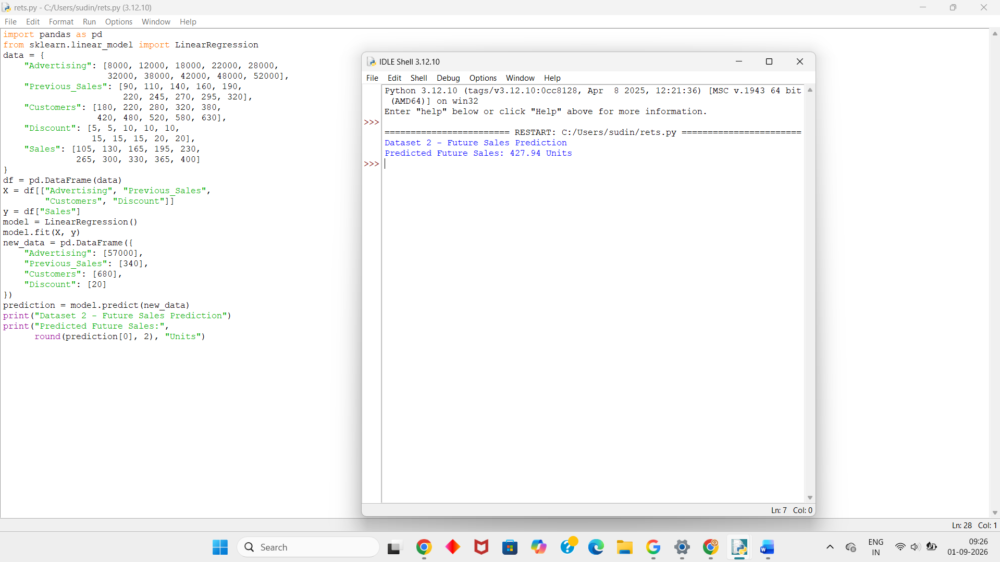 rets.py - C:/Users/sudin/rets.py (3.12.10)
File Edit Format Run Options Window Help
import pandas as pd
from sklearn.linear_model import LinearRegression
data = {
    "Advertising": [8000, 12000, 18000, 22000, 28000,
                    32000, 38000, 42000, 48000, 52000],
    "Previous_Sales": [90, 110, 140, 160, 190,
                       220, 245, 270, 295, 320],
    "Customers": [180, 220, 280, 320, 380,
                  420, 480, 520, 580, 630],
    "Discount": [5, 5, 10, 10, 10,
                 15, 15, 15, 20, 20],
    "Sales": [105, 130, 165, 195, 230,
              265, 300, 330, 365, 400]
}
df = pd.DataFrame(data)
X = df[["Advertising", "Previous_Sales",
        "Customers", "Discount"]]
y = df["Sales"]
model = LinearRegression()
model.fit(X, y)
new_data = pd.DataFrame({
    "Advertising": [57000],
    "Previous_Sales": [340],
    "Customers": [680],
    "Discount": [20]
})
prediction = model.predict(new_data)
print("Dataset 2 - Future Sales Prediction")
print("Predicted Future Sales:",
      round(prediction[0], 2), "Units")
IDLE Shell 3.12.10
File Edit Shell Debug Options Window Help
Python 3.12.10 (tags/v3.12.10:0cc8128, Apr  8 2025, 12:21:36) [MSC v.1943 64 bit
 (AMD64)] on win32
Enter "help" below or click "Help" above for more information.
>>>
======================== RESTART: C:/Users/sudin/rets.py =======================
Dataset 2 - Future Sales Prediction
Predicted Future Sales: 427.94 Units
>>>
Ln: 7 Col: 0
Ln: 28 Col: 1
Search
ENG
IN
09:26
01-09-2026